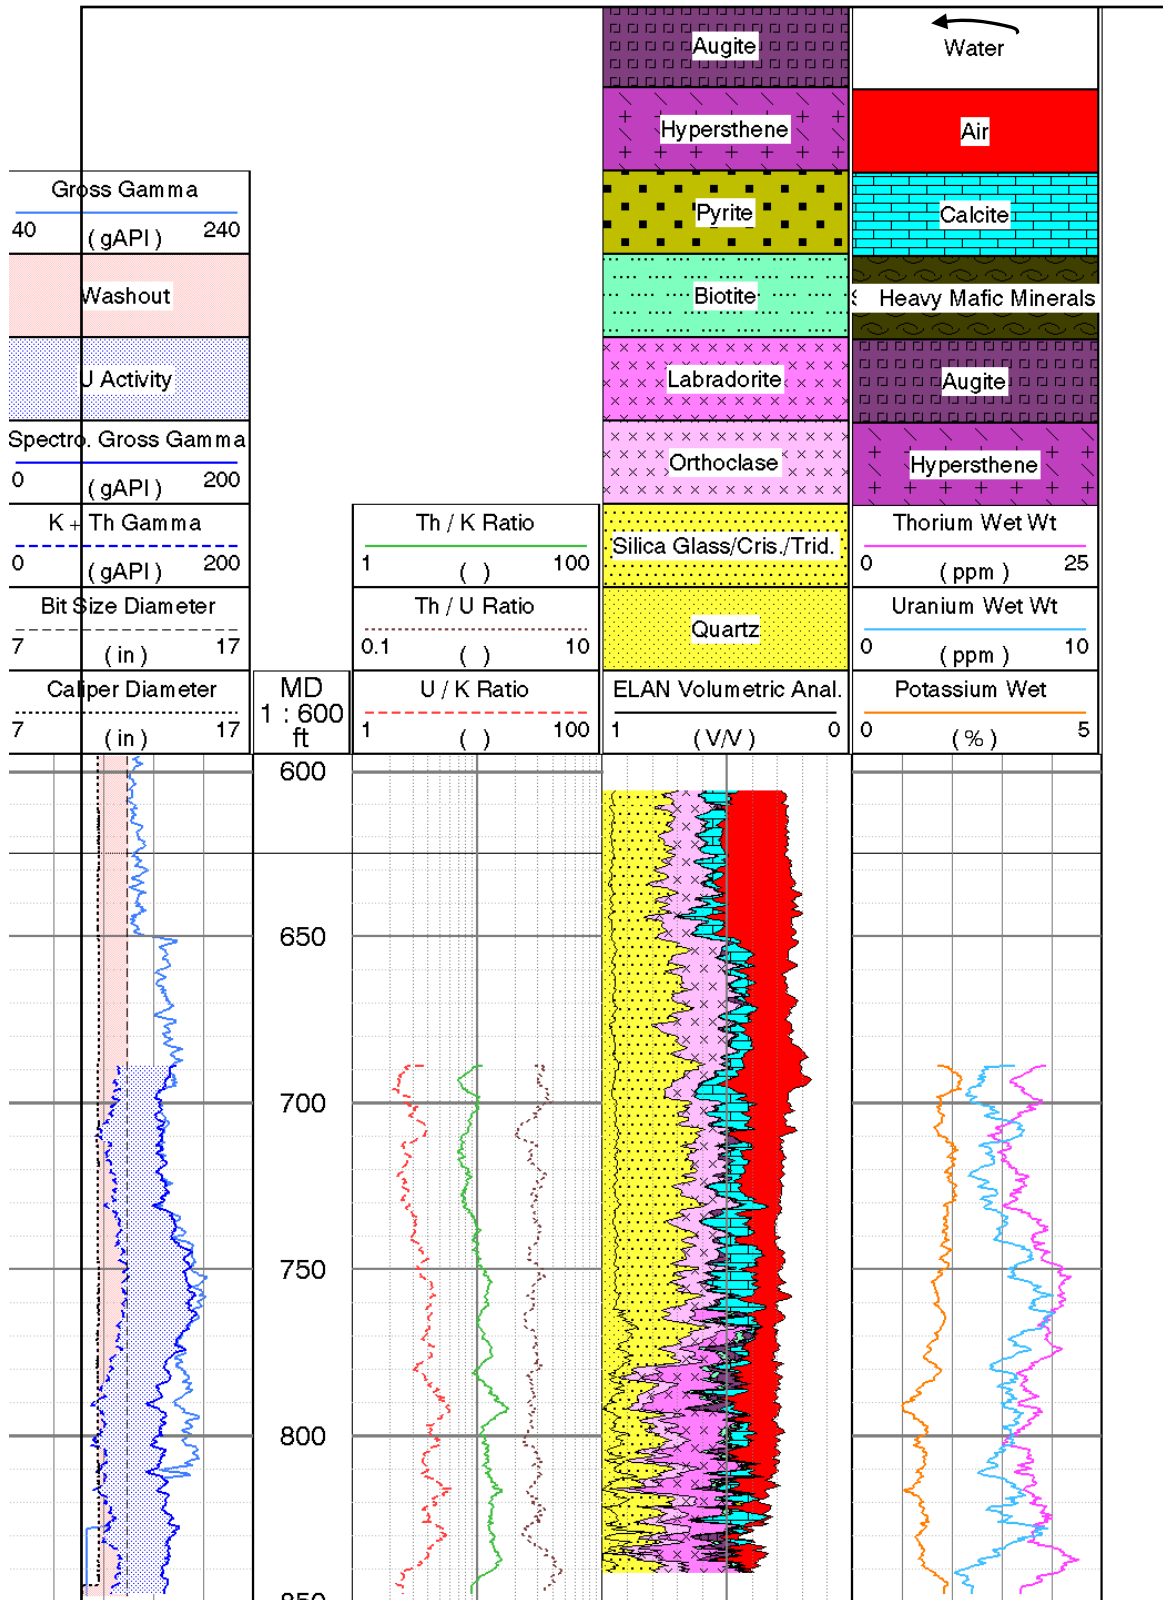 Augite
Water
Hypersthene
Air
Gross Gamma
40 (gAPI) 240
Pyrite
Calcite
Washout
Biotite
Heavy Mafic Minerals
U Activity
Labradorite
Augite
Spectro. Gross Gamma
0 (gAPI) 200
Orthoclase
Hypersthene
K + Th Gamma
0 (gAPI) 200
Th / K Ratio
1 ( ) 100
Silica Glass/Cris./Trid.
Thorium Wet Wt
0 (ppm) 25
Bit Size Diameter
7 (in) 17
Th / U Ratio
0.1 ( ) 10
Quartz
Uranium Wet Wt
0 (ppm) 10
Caliper Diameter
7 (in) 17
MD
1 : 600
ft
U / K Ratio
1 ( ) 100
ELAN Volumetric Anal.
1 (V/V) 0
Potassium Wet
0 (%) 5
600
650
700
750
800
850